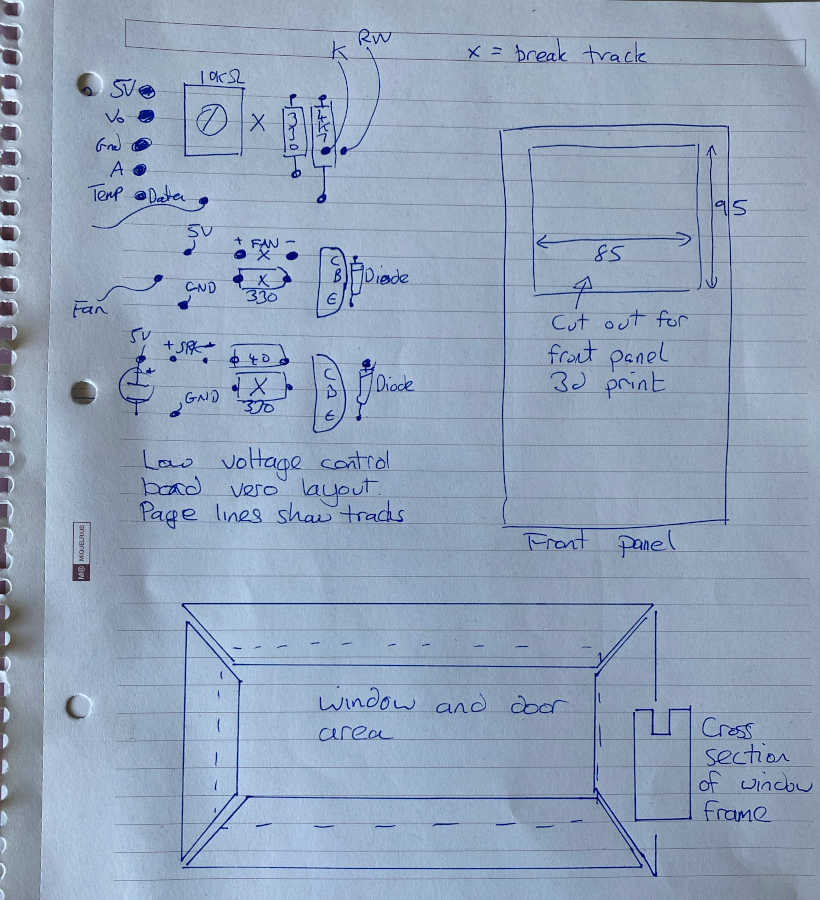 K RW
x = break track
5V
Vo
Gnd
A
Temp Data
10kΩ
X
330
4K7
5V
+ FAN -
X
GND
330
Fan
C
B
E
Diode
5V
+
GND
40
X
330
C
D
E
Diode
Low voltage control
board vero layout.
Page lines show tracks
95
85
Cut out for
front panel
3d print
Front panel
MIQUELRIUS
window and door
area
Cross
section
of window
frame